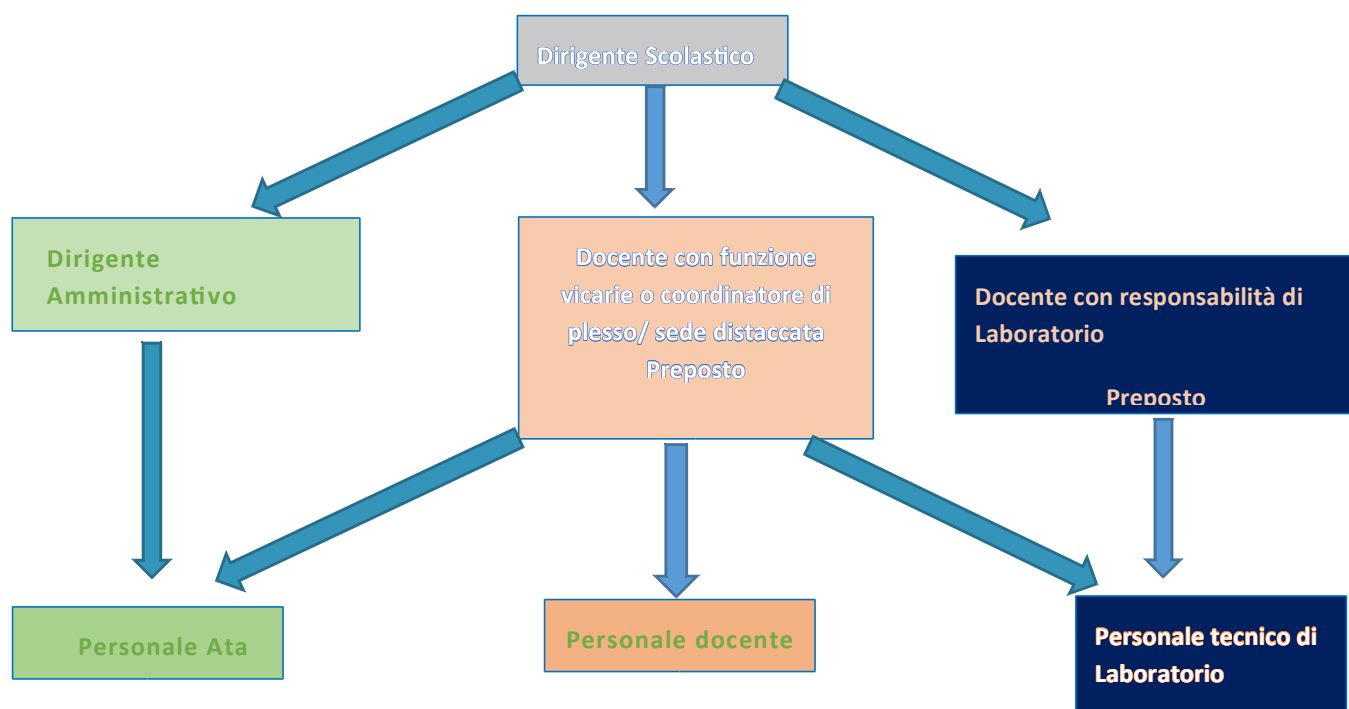 Dirigente Scolastico
Dirigente
Amministrativo
Docente con funzione
vicarie o coordinatore di
plesso/ sede distaccata
Preposto
Docente con responsabilità di
Laboratorio
Preposto
Personale Ata
Personale docente
Personale tecnico di
Laboratorio